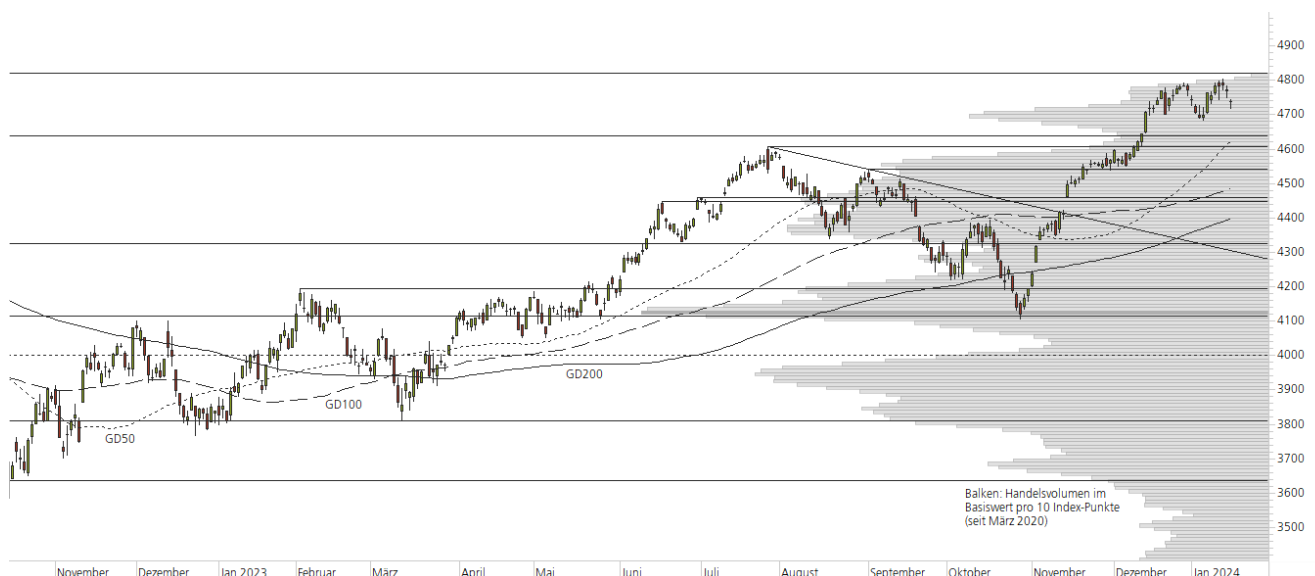 4900
4800
4700
4600
4500
4400
4300
4200
4100
4000
3900
3800
3700
3600
3500
GD200
GD100
GD50
Balken: Handelsvolumen im
Basiswert pro 10 Index-Punkte
(seit März 2020)
November Dezember Jan 2023 Februar März April Mai Juni Juli August September Oktober November Dezember Jan 2024